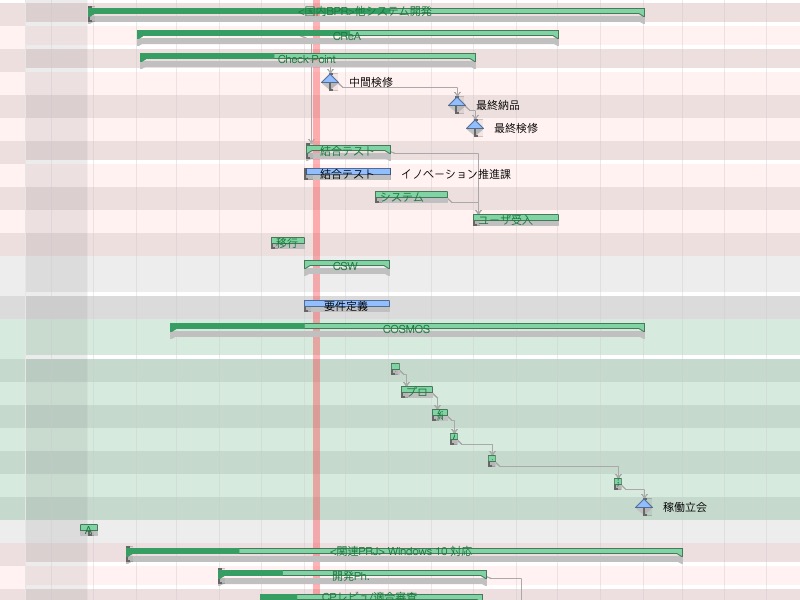 <国内BPR>他システム開発
CReA
Check Point
中間検修
最終納品
最終検修
結合テスト
結合テスト イノベーション推進課
システム
ユーザ受入
移行
CSW
要件定義
COSMOS
プロ
稼働立会
A
<関連PRJ> Windows 10 対応
開発Ph.
CPレビュ/適合審査